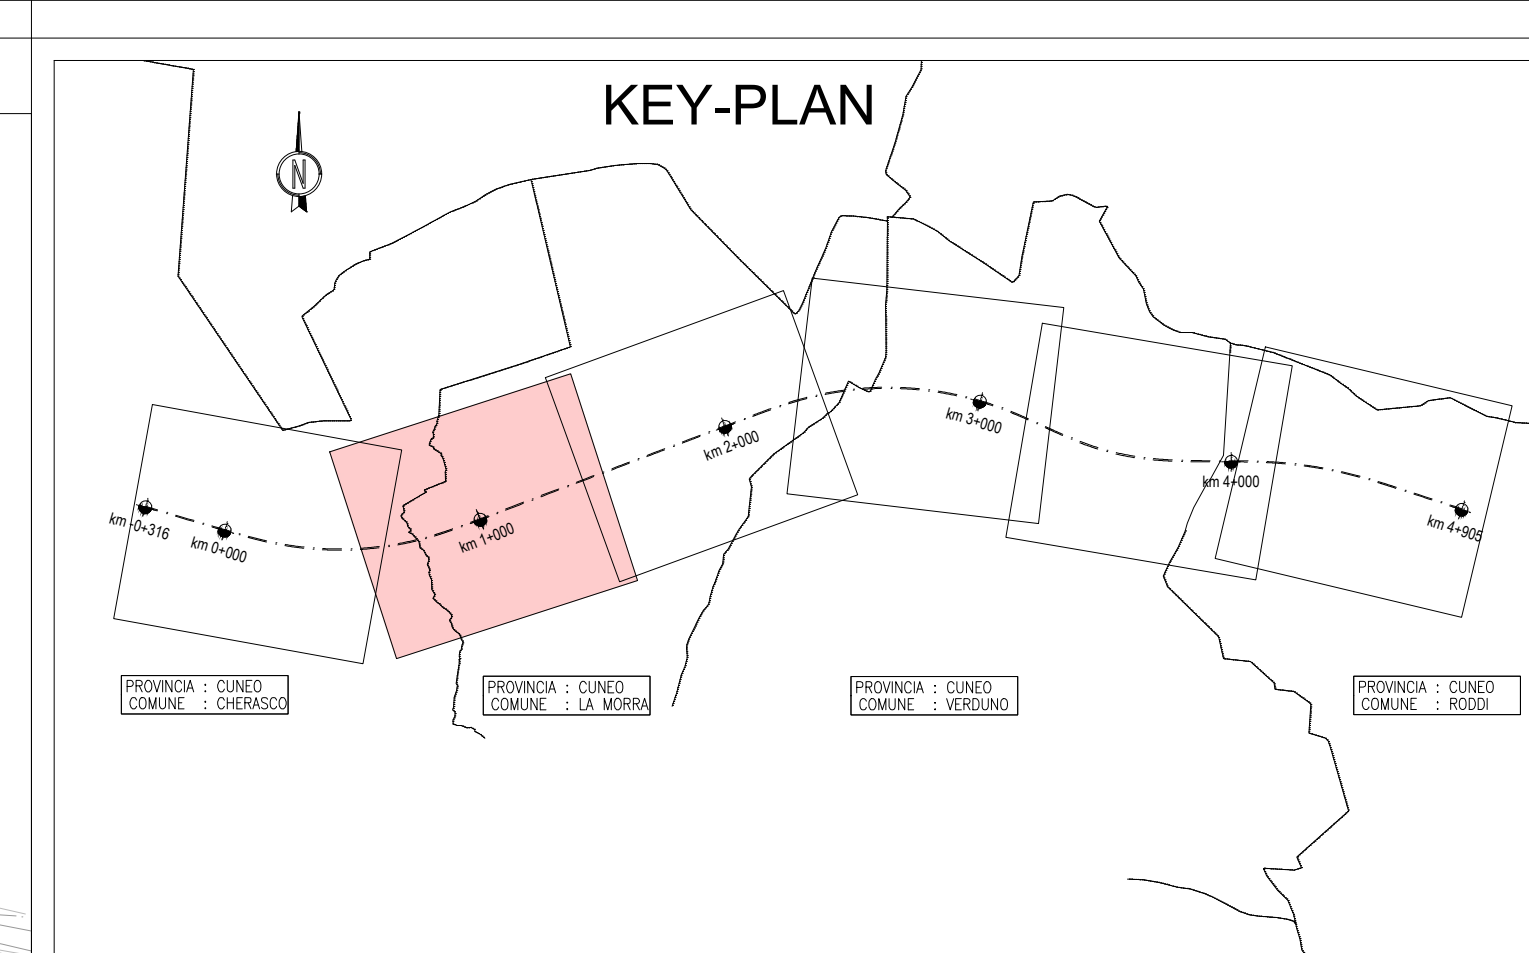 KEY-PLAN
N
km -0+316
km 0+000
km 1+000
km 2+000
km 3+000
km 4+000
km 4+905
PROVINCIA : CUNEO
COMUNE : CHERASCO
PROVINCIA : CUNEO
COMUNE : LA MORRA
PROVINCIA : CUNEO
COMUNE : VERDUNO
PROVINCIA : CUNEO
COMUNE : RODDI